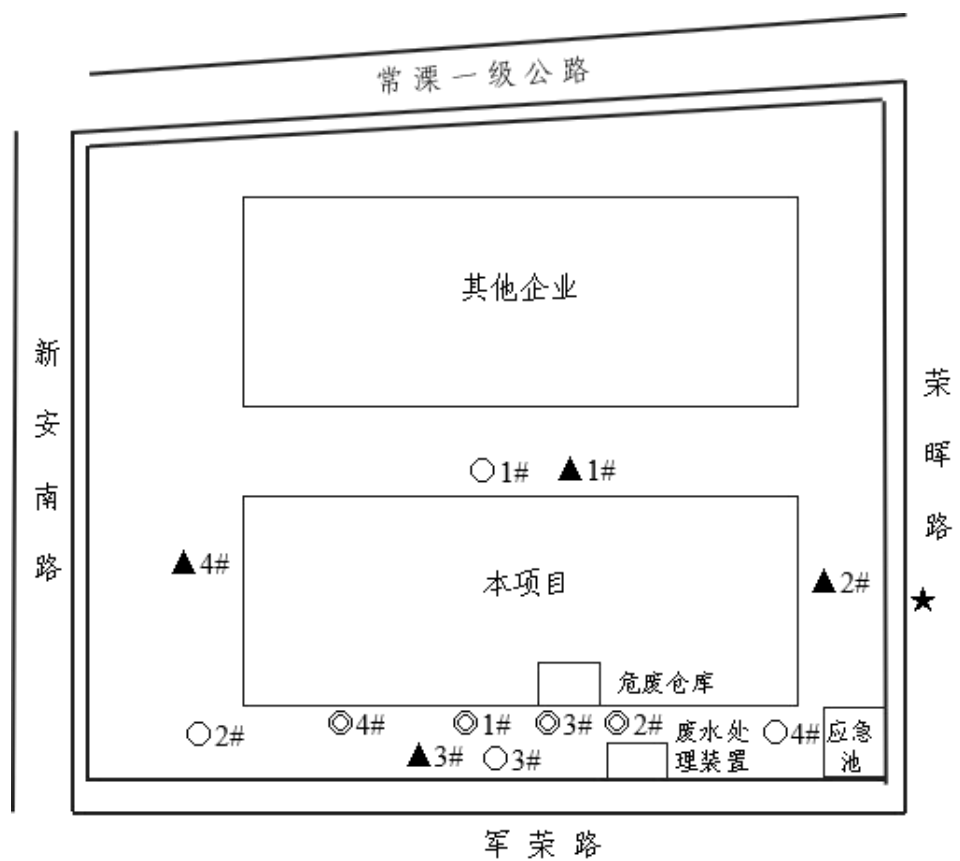 常溧一级公路
其他企业
新安南路
荣晖路
○1# ▲1#
▲4#
本项目
▲2#
★
危废仓库
○2#
◎4#
◎1#
◎3#
◎2#
废水处
理装置
○4#
应急
池
▲3#
○3#
军荣路